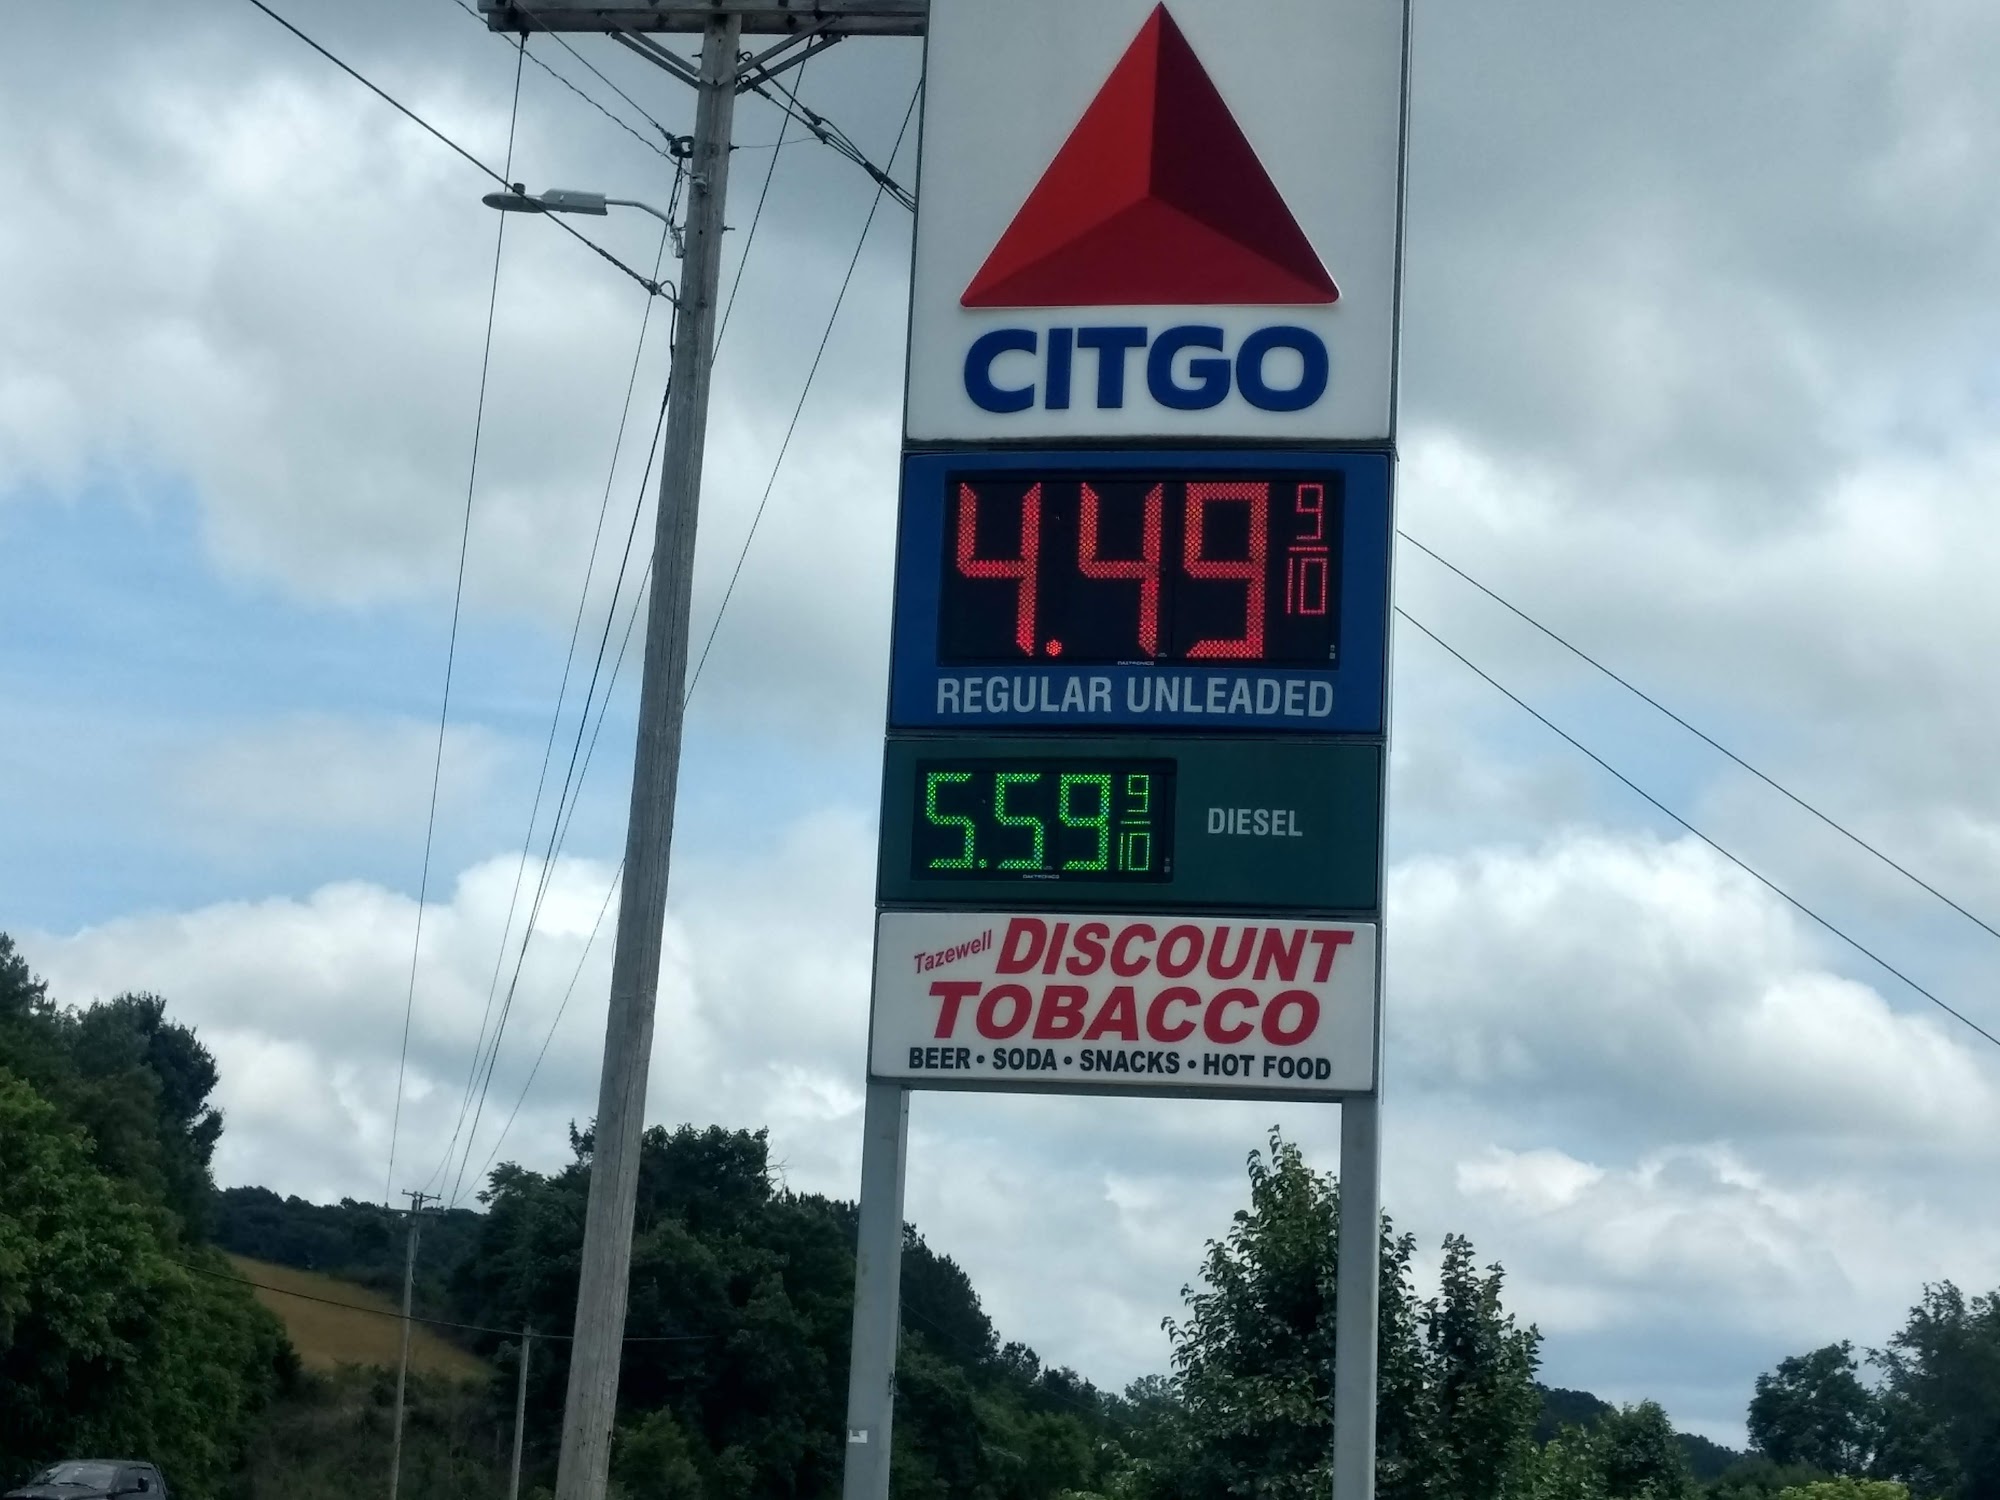 CITGO
4.49 9/10
REGULAR UNLEADED
5.59 9/10
DIESEL
Tazewell DISCOUNT
TOBACCO
BEER • SODA • SNACKS • HOT FOOD